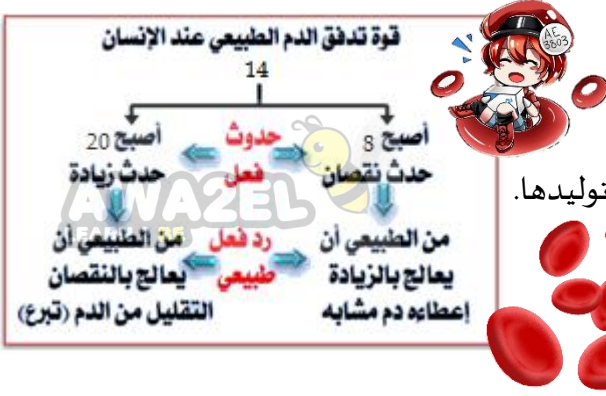 قوة تدفق الدم الطبيعي عند الإنسان
14
أصبح 8
حدوث
أصبح 20
حدث نقصان
فعل
حدث زيادة
من الطبيعي أن
رد فعل
من الطبيعي أن
يعالج بالزيادة
طبيعي
يعالج بالنقصان
إعطاءه دم مشابه
التقليل من الدم (تبرع)
توليدها.
AE
3803
AWA2EL